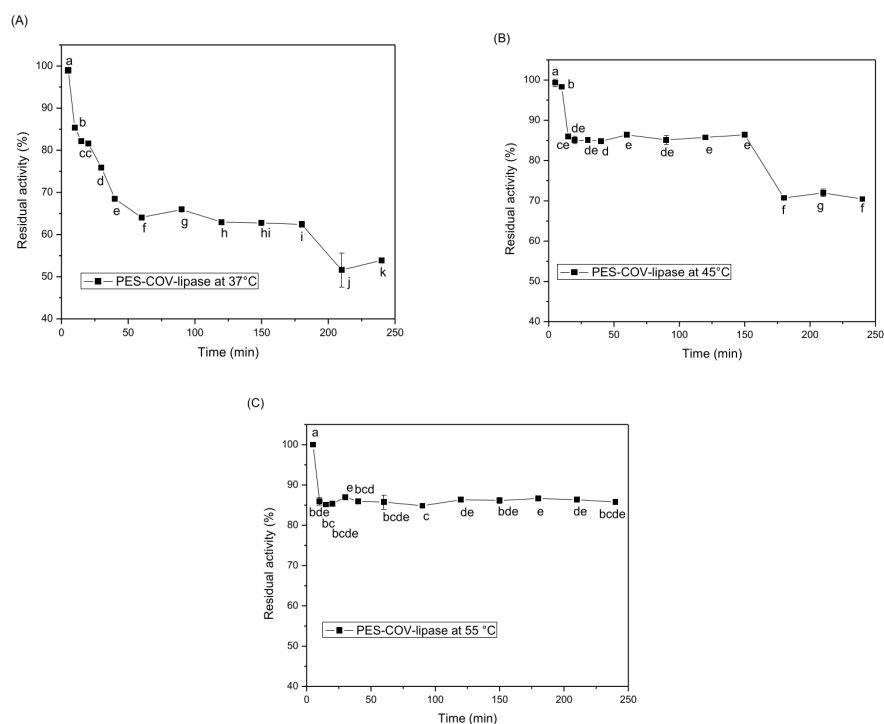 (A)
100
90
80
70
60
50
40
Residual activity (%)
a
b
cc
d
e
f
g
h
hi
i
j
k
PES-COV-lipase at 37°C
0 50 100 150 200 250
Time (min)
(B)
100
90
80
70
60
50
40
Residual activity (%)
a
b
ce
de
de
d
e
de
e
e
f
g
f
PES-COV-lipase at 45°C
0 50 100 150 200 250
Time (min)
(C)
100
90
80
70
60
50
40
Residual activity (%)
a
bde
bc
bcde
e
bcd
bcde
c
de
bde
e
de
bcde
PES-COV-lipase at 55 °C
0 50 100 150 200 250
Time (min)